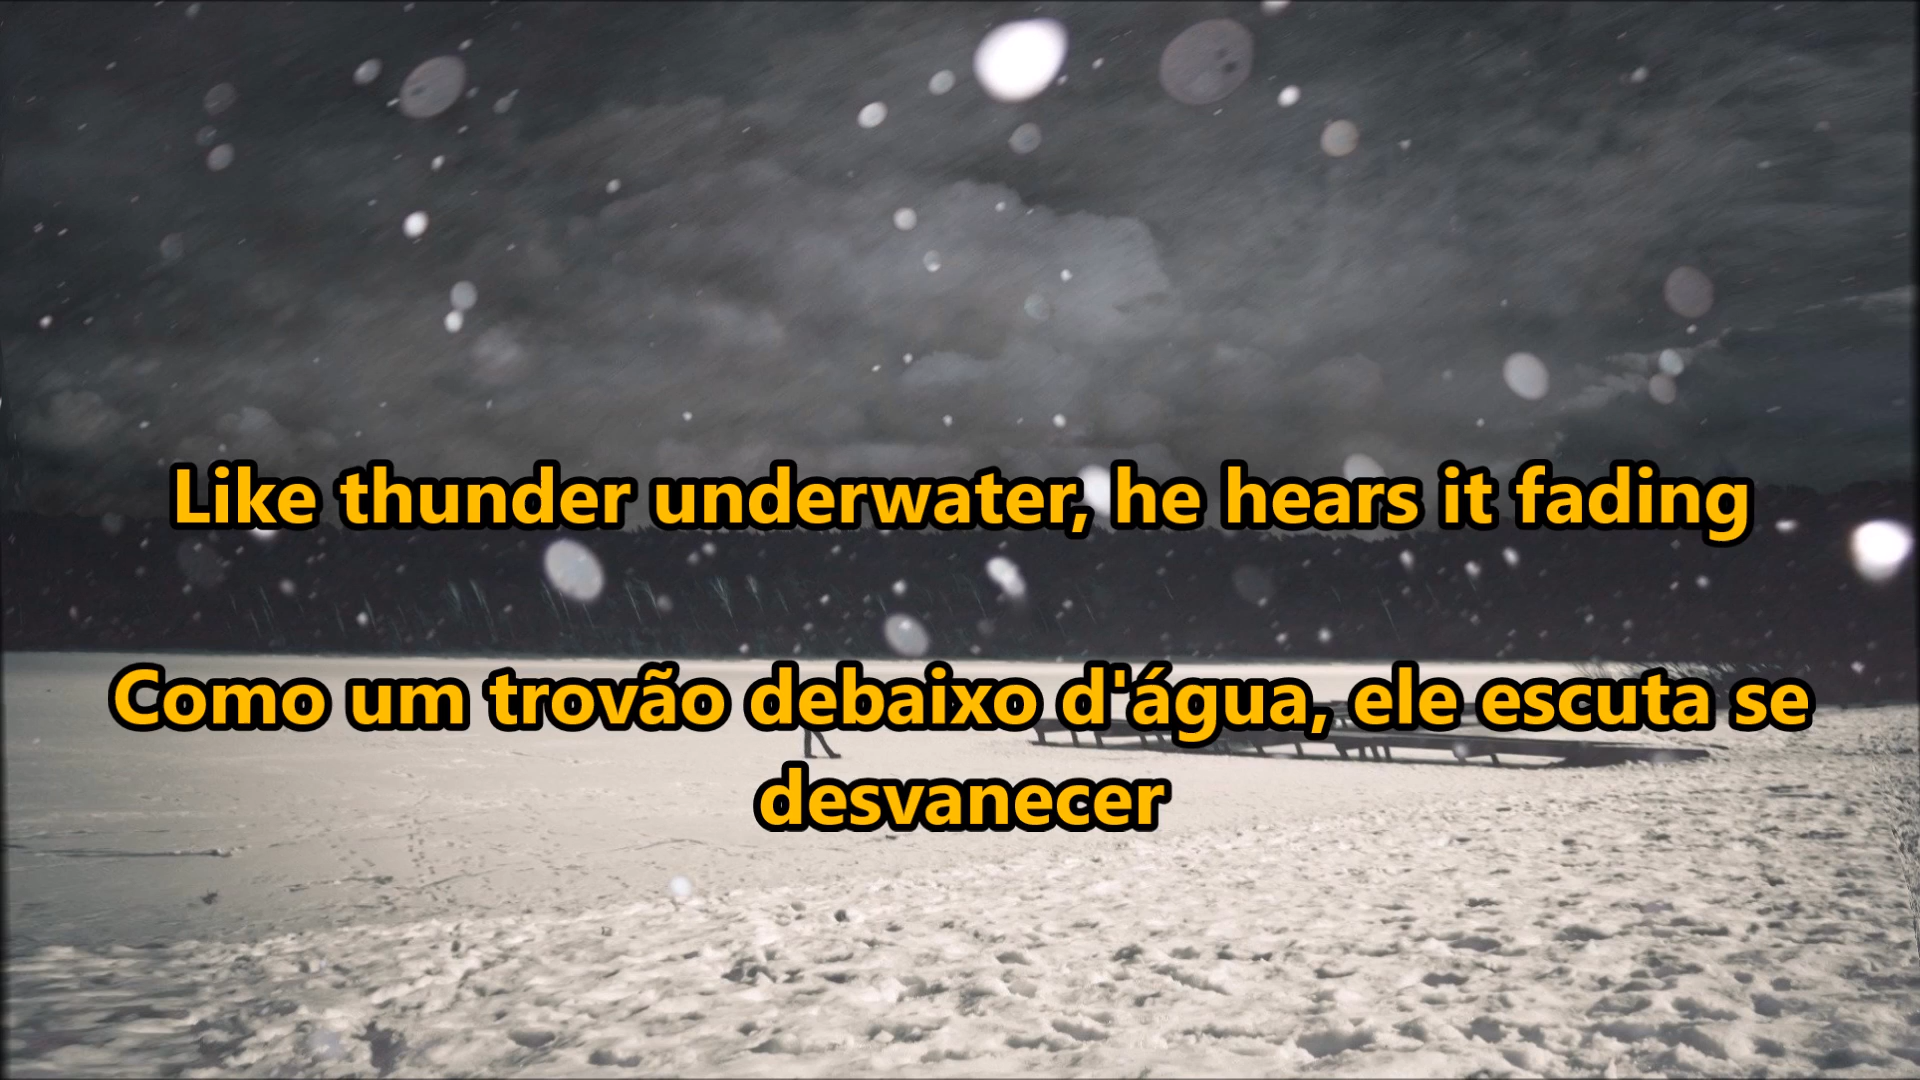 Like thunder underwater, he hears it fading
Como um trovão debaixo d'água, ele escuta se
desvanecer